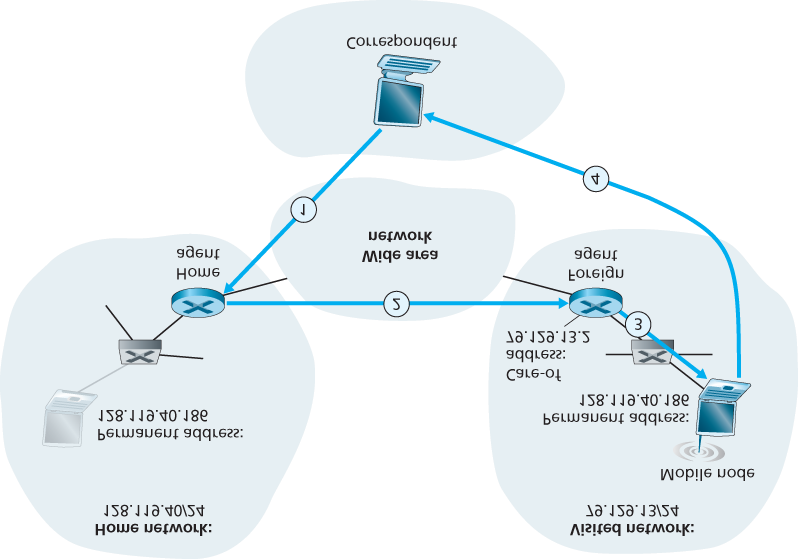 Home network:
128.119.40/24
Visited network:
79.129.13/24
Mobile node
Permanent address:
128.119.40.186
Permanent address:
128.119.40.186
Care-of
address:
79.129.13.2
3
2
Home
agent
Foreign
agent
Wide area
network
1
4
Correspondent